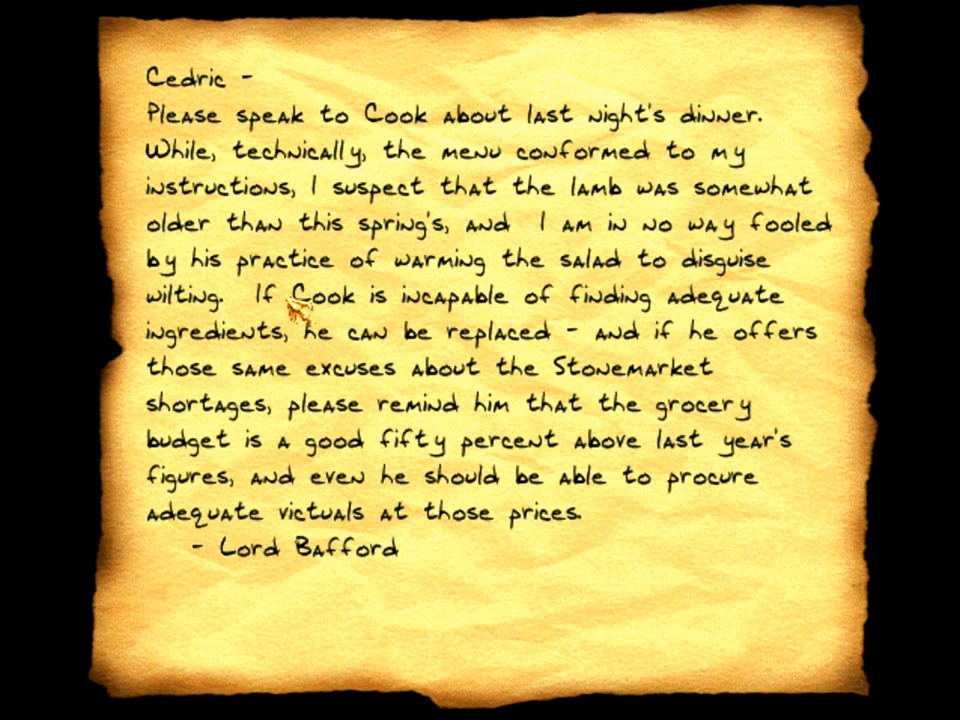 Cedric -
Please speak to Cook about last night's dinner.
While, technically, the menu conformed to my
instructions, I suspect that the lamb was somewhat
older than this spring's, and I am in no way fooled
by his practice of warming the salad to disguise
wilting. If Cook is incapable of finding adequate
ingredients, he can be replaced - and if he offers
those same excuses about the Stonemarket
shortages, please remind him that the grocery
budget is a good fifty percent above last year's
figures, and even he should be able to procure
adequate victuals at those prices.
- Lord Bafford